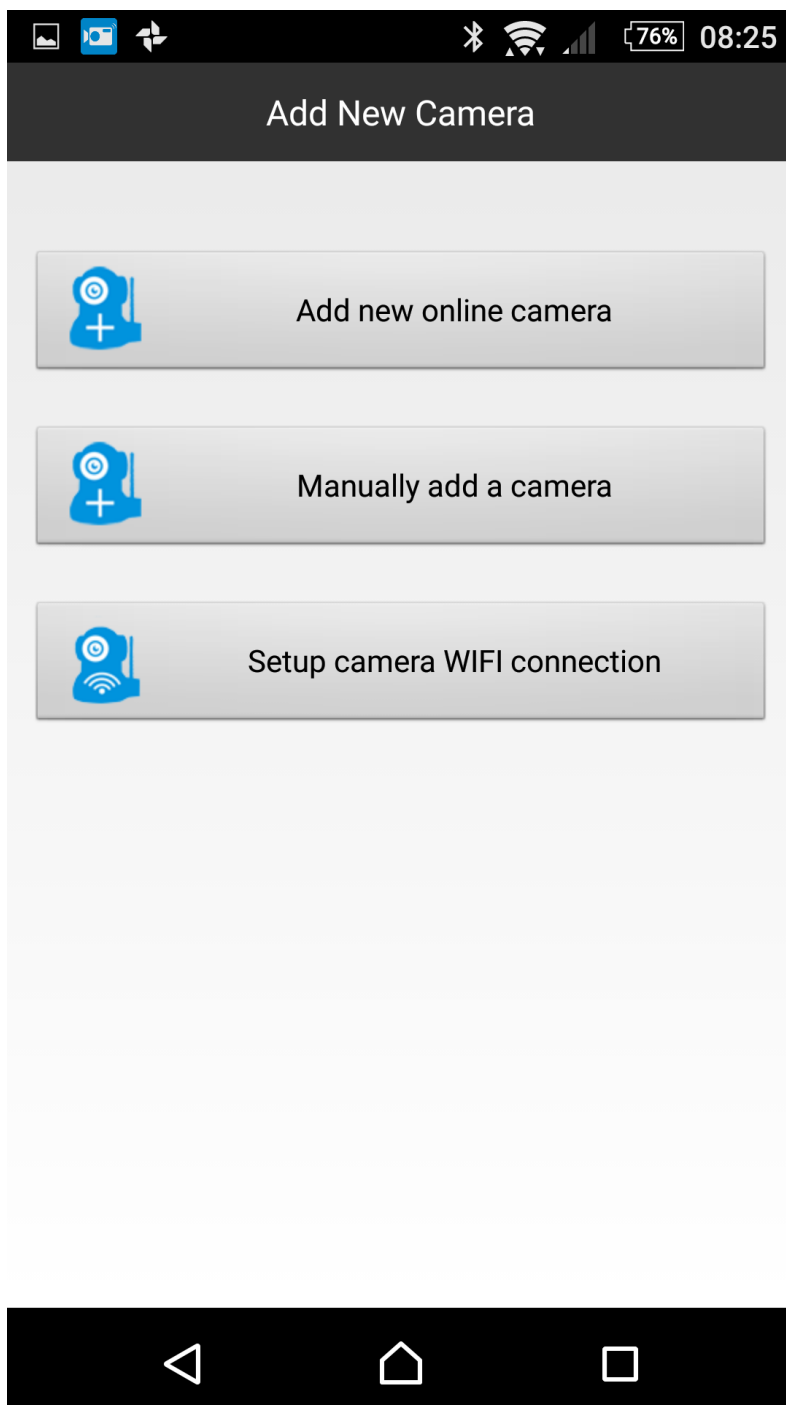 76% 08:25
Add New Camera
Add new online camera
Manually add a camera
Setup camera WIFI connection